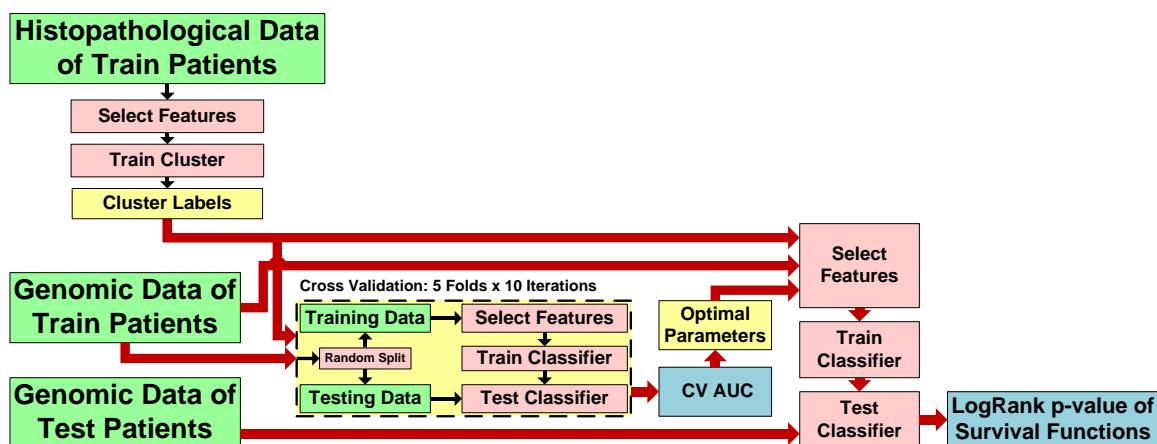 Histopathological Data
of Train Patients
Select Features
Train Cluster
Cluster Labels
Genomic Data of
Train Patients
Cross Validation: 5 Folds x 10 Iterations
Training Data
Select Features
Random Split
Train Classifier
Testing Data
Test Classifier
Optimal
Parameters
CV AUC
Select
Features
Train
Classifier
Genomic Data of
Test Patients
Test
Classifier
LogRank p-value of
Survival Functions